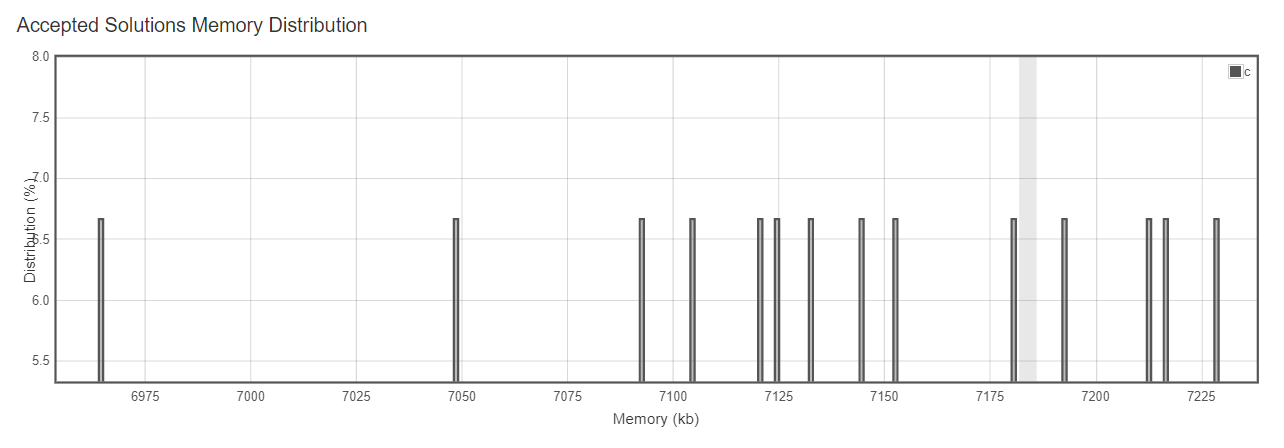 Accepted Solutions Memory Distribution
8.0
7.5
7.0
6.5
6.0
5.5
Distribution (%)
c
6975 7000 7025 7050 7075 7100 7125 7150 7175 7200 7225
Memory (kb)